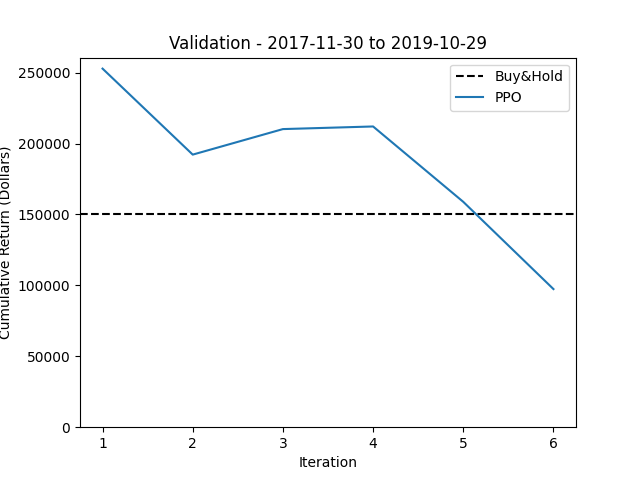 Validation - 2017-11-30 to 2019-10-29
Cumulative Return (Dollars)
250000
200000
150000
100000
50000
0
Buy&Hold
PPO
1 2 3 4 5 6
Iteration